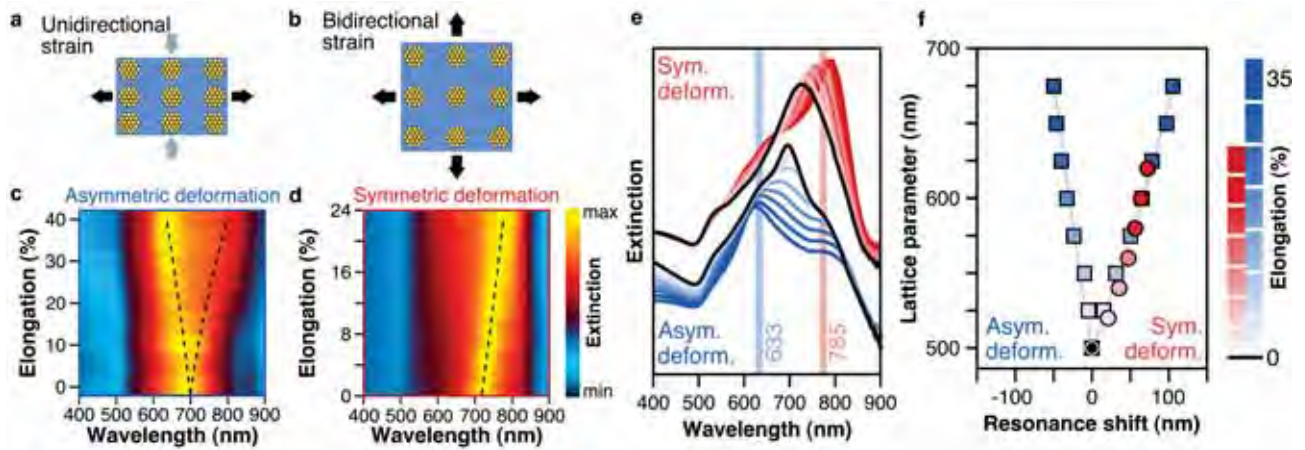 a
Unidirectional
strain
b
Bidirectional
strain
c
Asymmetric deformation
Elongation (%)
40
30
20
10
0
400 500 600 700 800 900
Wavelength (nm)
d
Symmetric deformation
Elongation (%)
24
16
8
0
400 500 600 700 800 900
Wavelength (nm)
max
Extinction
min
e
Sym.
deform.
Extinction
Asym.
deform.
633
785
400 500 600 700 800 900
Wavelength (nm)
f
Lattice parameter (nm)
700
600
500
Asym.
deform.
Sym.
deform.
-100 0 100
Resonance shift (nm)
35
Elongation (%)
0